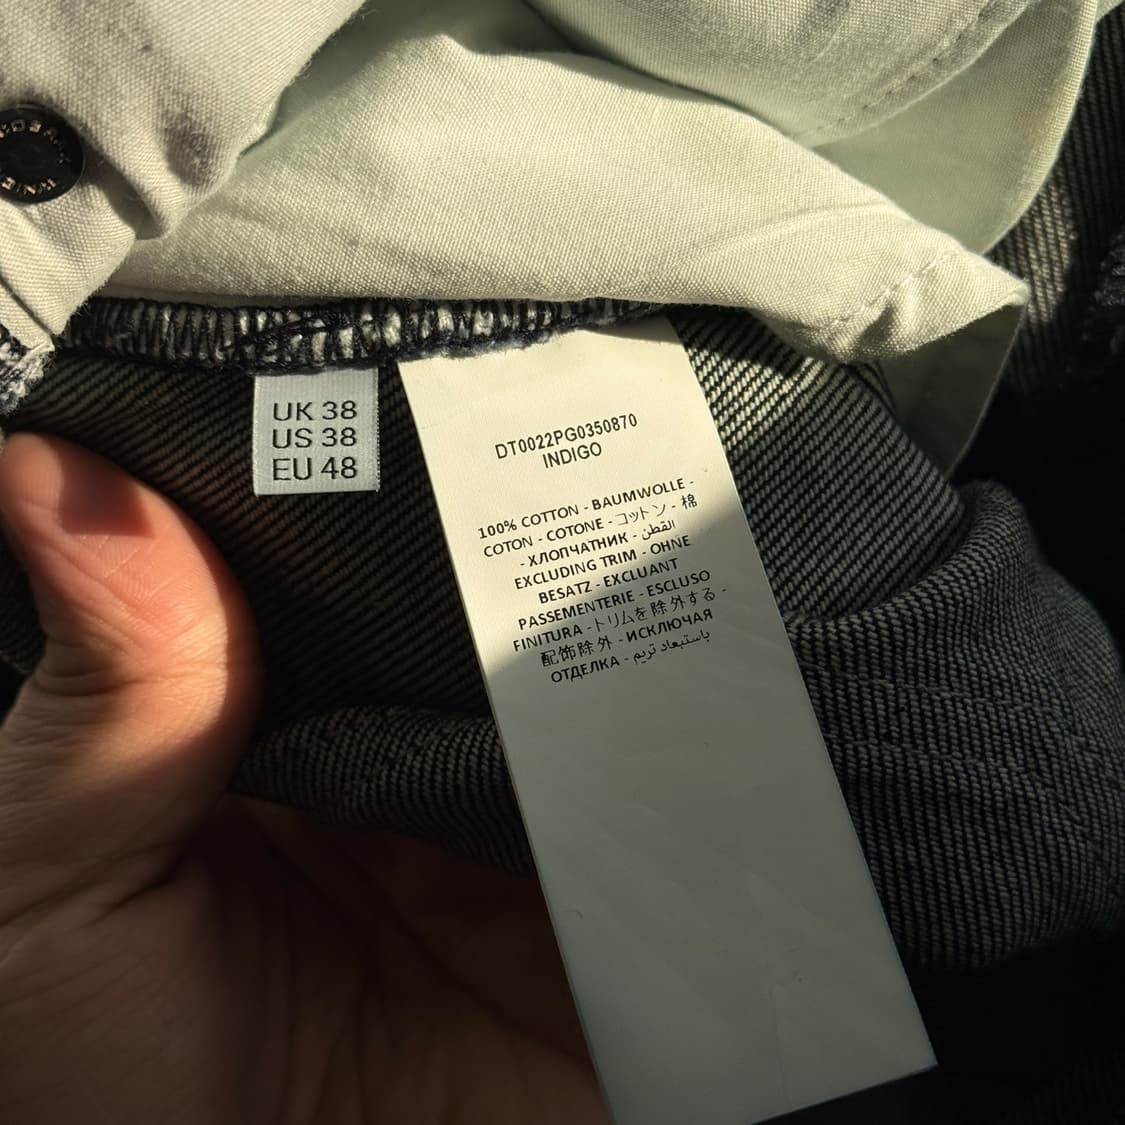 UK 38
US 38
EU 48
DT0022PG0350870
INDIGO
100% COTTON - BAUMWOLLE -
COTON - COTONE - コットン - 棉
- ХЛОПЧАТНИК - القطن
EXCLUDING TRIM - OHNE
BESATZ - EXCLUANT
PASSEMENTERIE - ESCLUSO
FINITURA - トリムを除外する -
配饰除外 - ИСКЛЮЧАЯ
ОТДЕЛКА - باستبعاد تريم